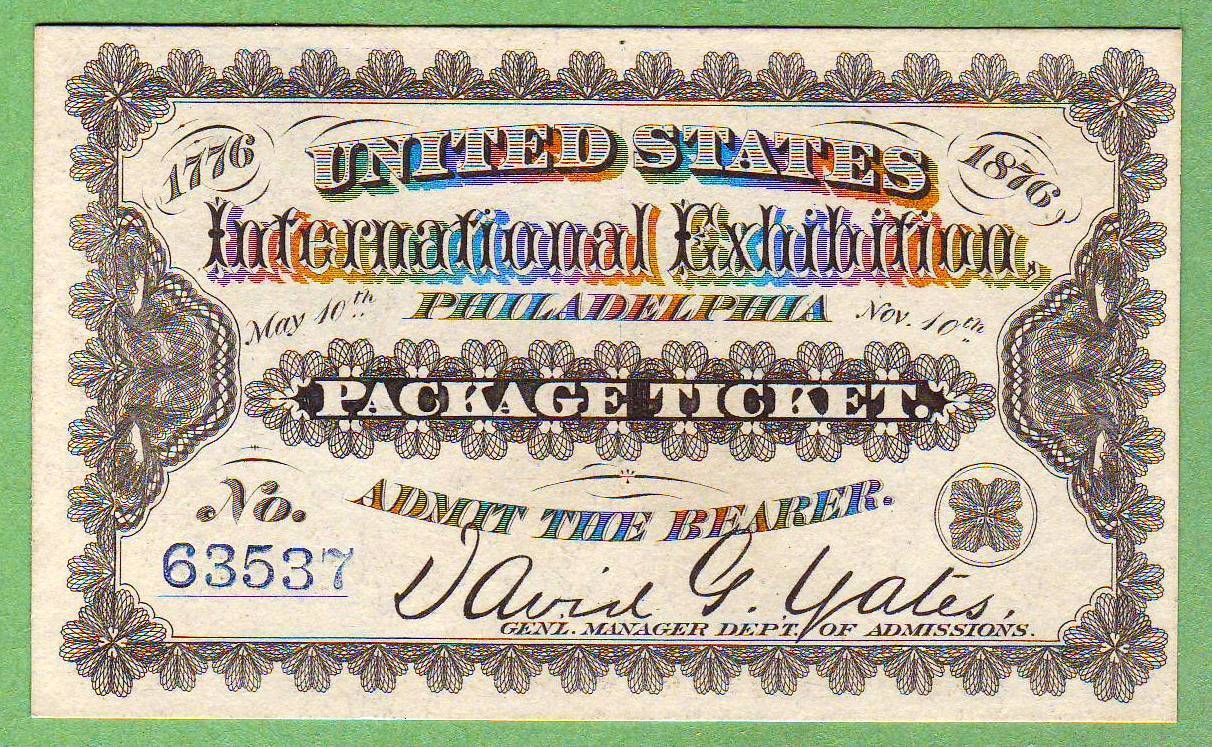 1776 UNITED STATES 1876
International Exhibition,
May 10th PHILADELPHIA Nov. 10th
PACKAGE TICKET.
ADMIT THE BEARER.
No.
63537
David G. Yates.
GENL. MANAGER DEPT. OF ADMISSIONS.